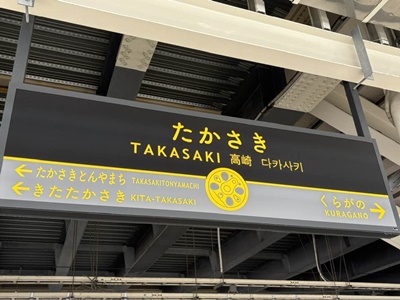 たかさき
TAKASAKI 高崎 다카사키
← たかさきとんやまち TAKASAKITONYAMACHI
← きたたかさき KITA-TAKASAKI
くらがの →
KURAGANO